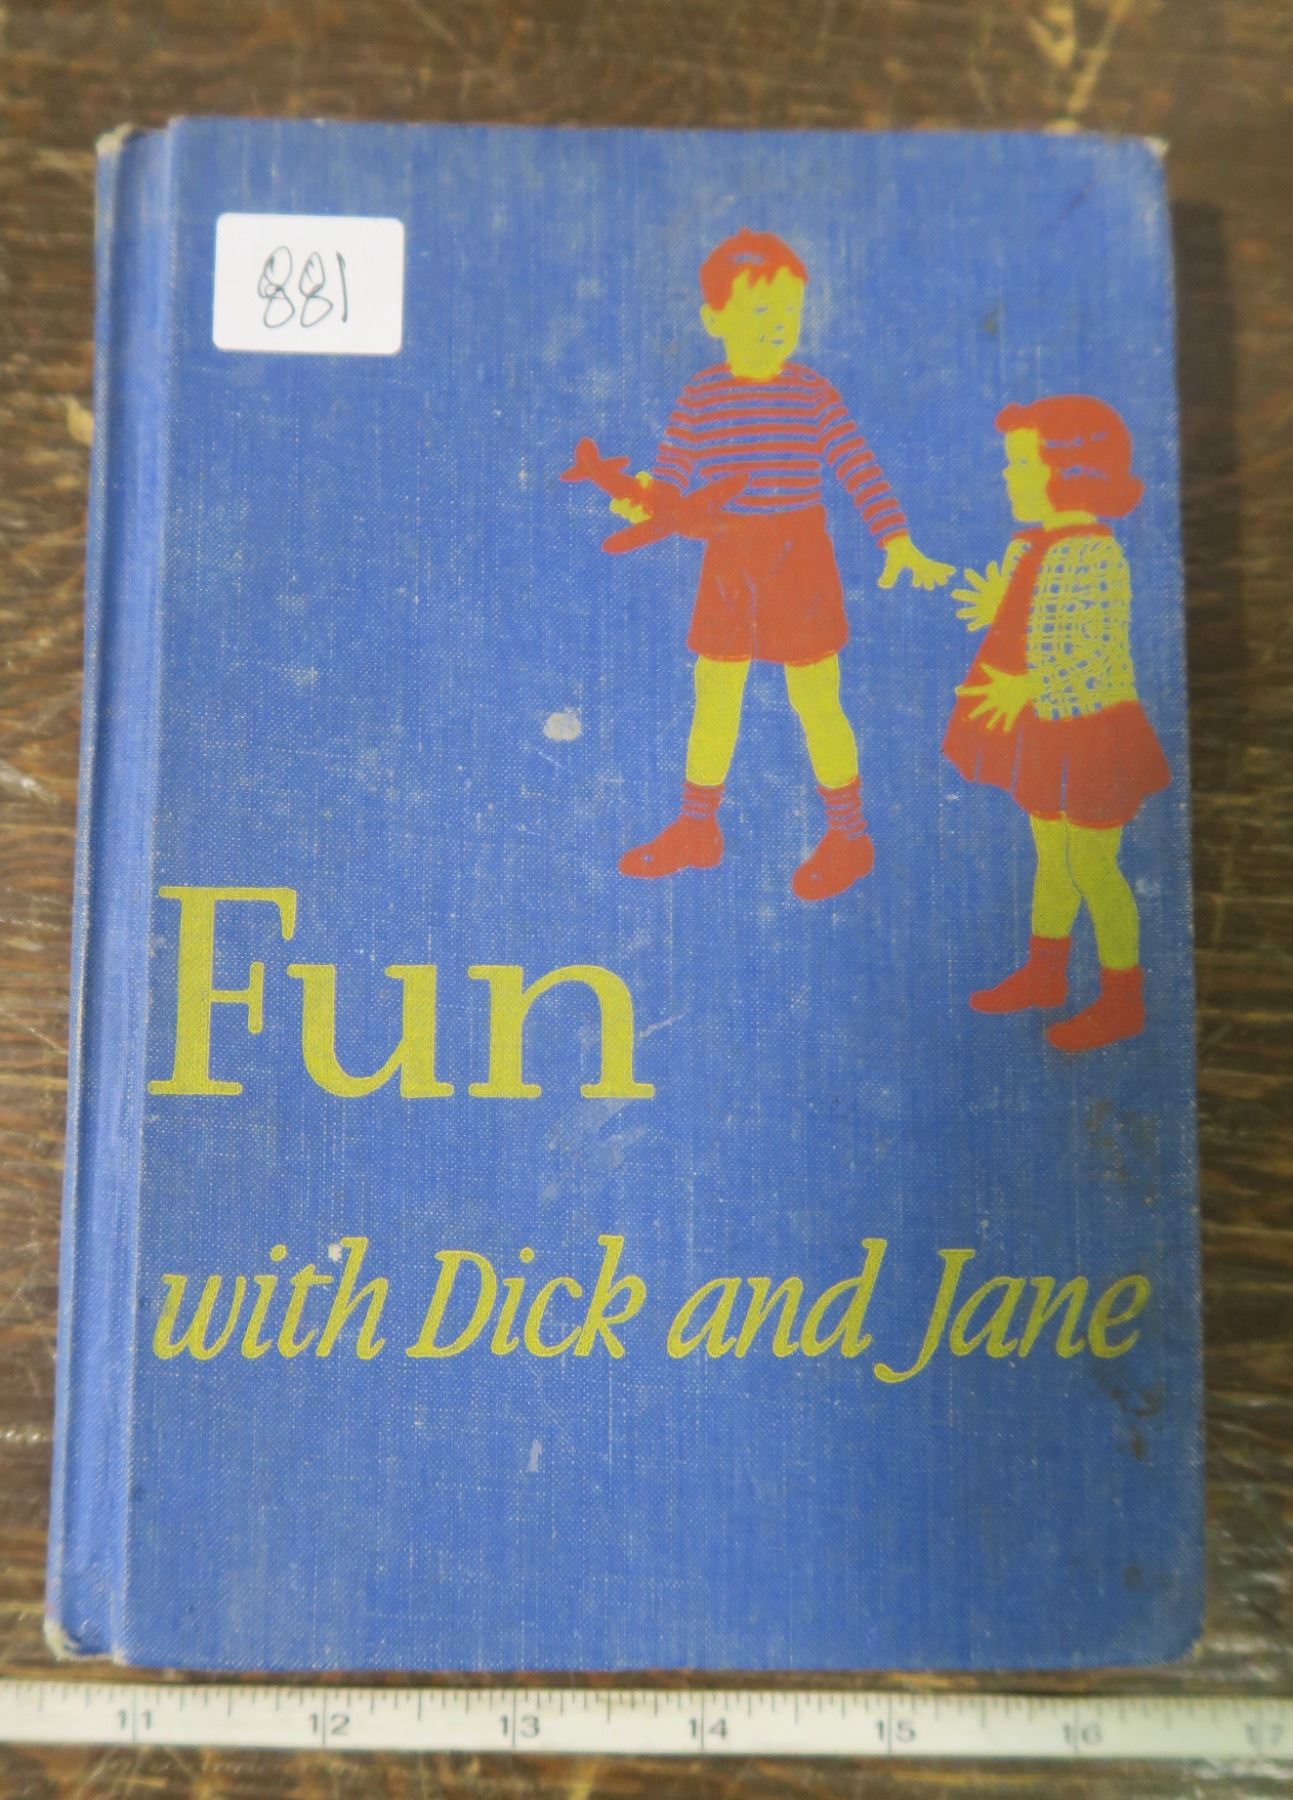 881
Fun
with Dick and Jane
11 12 13 14 15 16 17